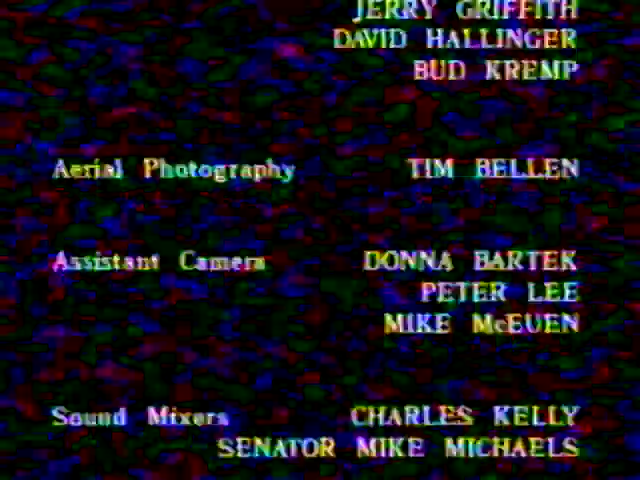 JERRY GRIFFITH
DAVID HALLINGER
BUD KREMP
Aerial Photography TIM BELLEN
Assistant Camera DONNA BARTEK
PETER LEE
MIKE McEUEN
Sound Mixers CHARLES KELLY
SENATOR MIKE MICHAELS